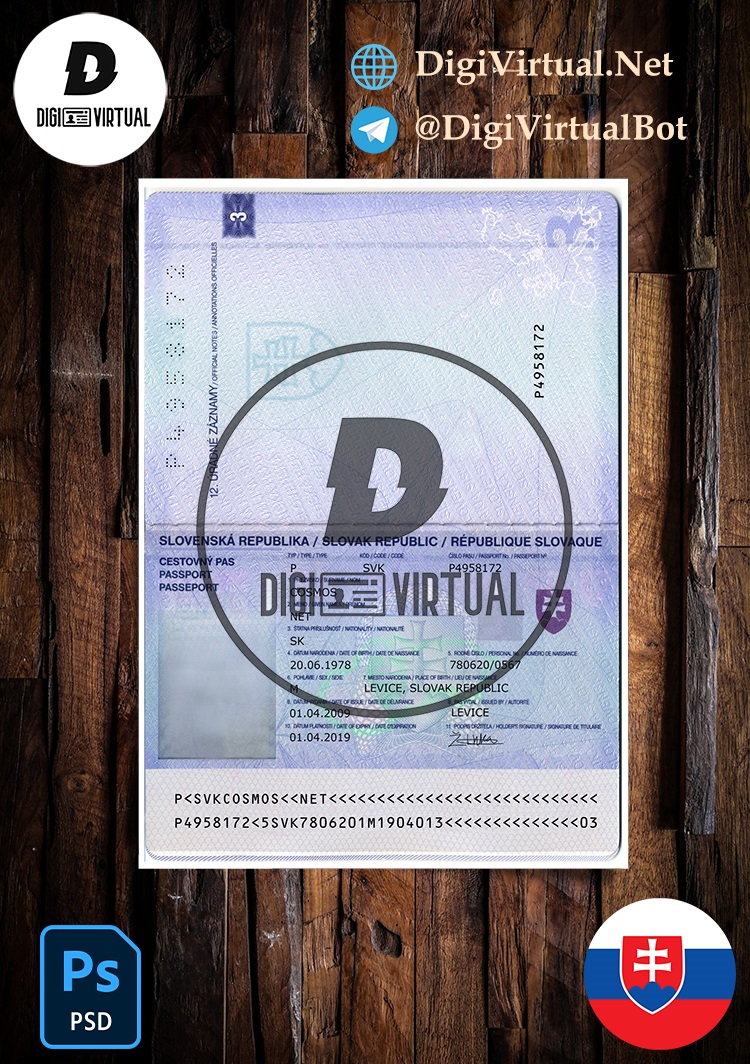 D
DIGI VIRTUAL
DigiVirtual.Net
@DigiVirtualBot
3
3
P4958172
12. ÚRADNÉ ZÁZNAMY / OFFICIAL NOTES / ANNOTATIONS OFFICIELLES
P4958172
D
DIGI VIRTUAL
SLOVENSKÁ REPUBLIKA / SLOVAK REPUBLIC / RÉPUBLIQUE SLOVAQUE
CESTOVNÝ PAS
PASSPORT
PASSEPORT
TYP / TYPE / TYPE KÓD / CODE / CODE ČÍSLO PASU / PASSPORT No. / PASSEPORT Nº
P SVK P4958172
COSMOS
NET
3. ŠTÁTNA PRÍSLUŠNOSŤ / NATIONALITY / NATIONALITÉ
SK
4. DÁTUM NARODENIA / DATE OF BIRTH / DATE DE NAISSANCE 5. RODNÉ ČÍSLO / PERSONAL No. / NUMÉRO DE NAISSANCE
20.06.1978 780620/0567
6. POHLAVIE / SEX / SEXE 7. MIESTO NARODENIA / PLACE OF BIRTH / LIEU DE NAISSANCE
M LEVICE, SLOVAK REPUBLIC
8. DÁTUM VYDANIA / DATE OF ISSUE / DATE DE DÉLIVRANCE 9. PAS VYDAL / ISSUED BY / AUTORITÉ
01.04.2009 LEVICE
10. DÁTUM PLATNOSTI / DATE OF EXPIRY / DATE D'EXPIRATION 11. PODPIS DRŽITEĽA / HOLDER'S SIGNATURE / SIGNATURE DE TITULAIRE
01.04.2019
P<SVKCOSMOS<<NET<<<<<<<<<<<<<<<<<<<<<<<<<<<<
P4958172<5SVK7806201M1904013<<<<<<<<<<<<<<03
Ps
PSD